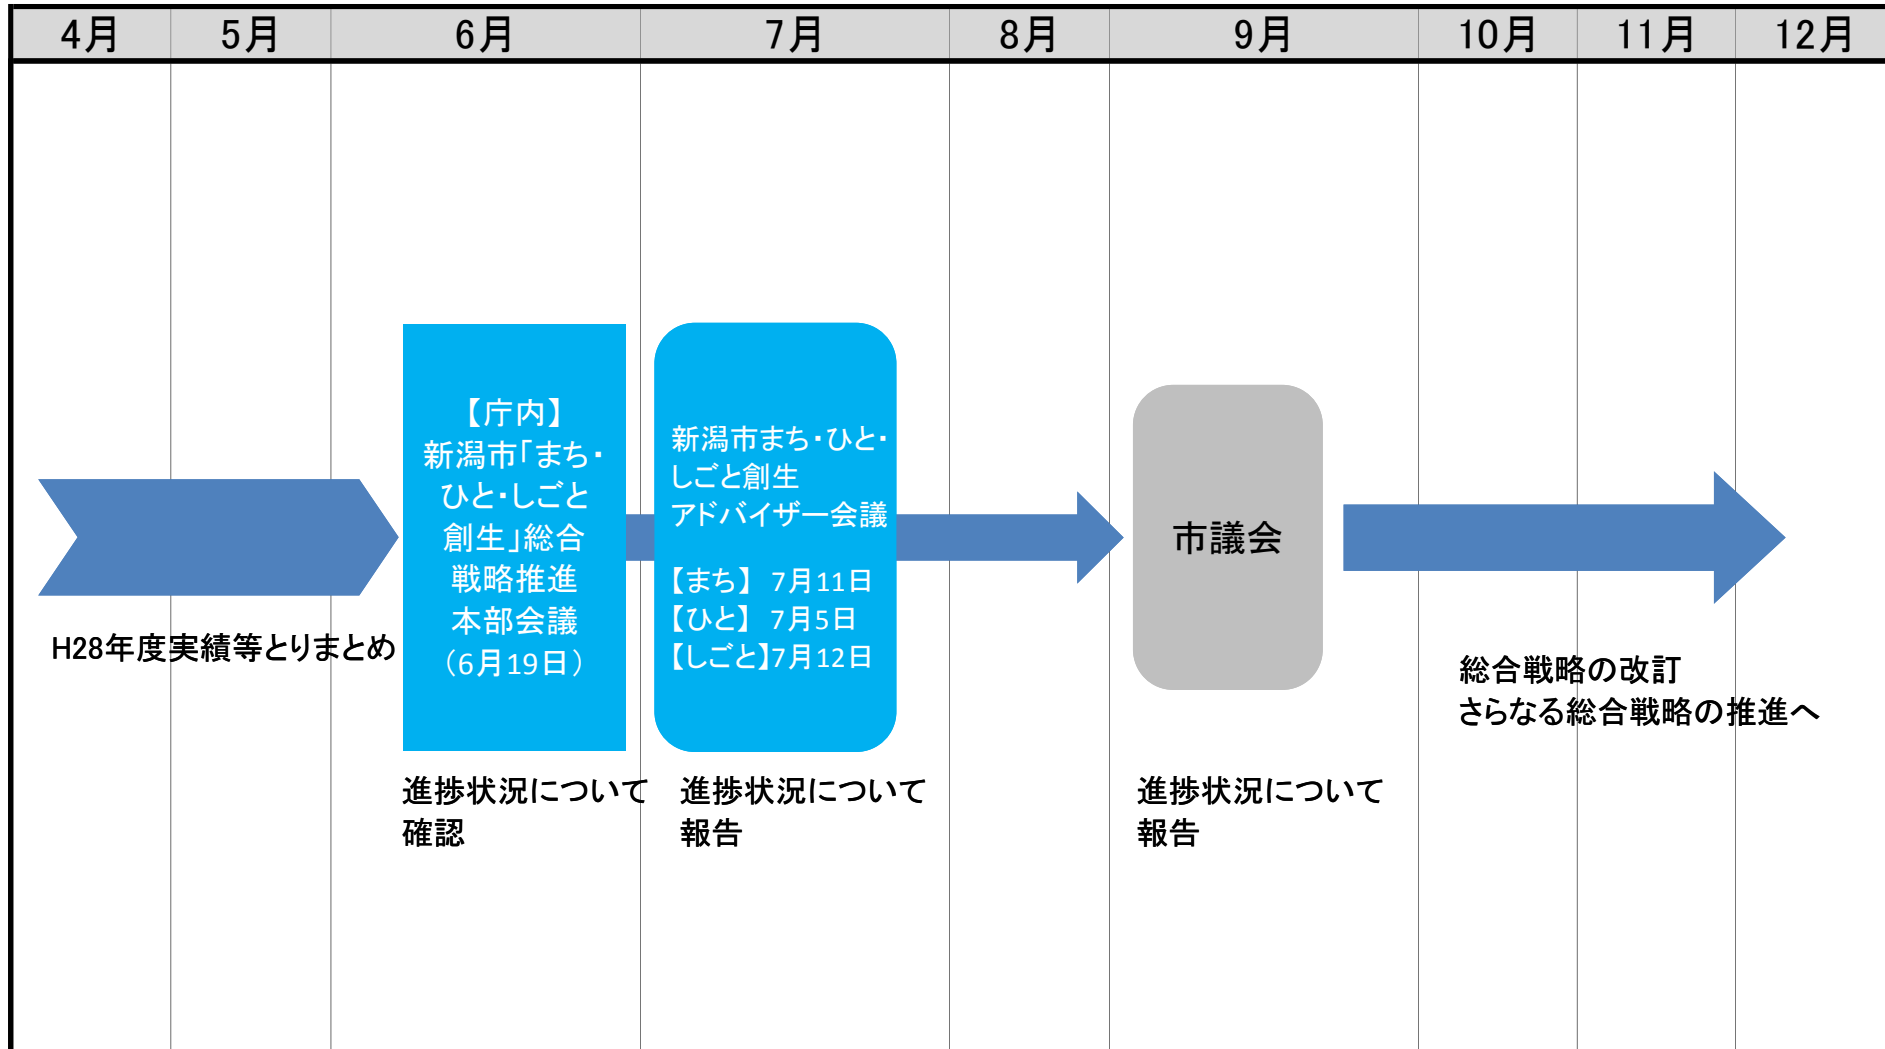 4月 5月 6月 7月 8月 9月 10月 11月 12月
H28年度実績等とりまとめ
【庁内】
新潟市「まち・
ひと・しごと
創生」総合
戦略推進
本部会議
（6月19日）
進捗状況について
確認
新潟市まち・ひと・
しごと創生
アドバイザー会議
【まち】 7月11日
【ひと】 7月5日
【しごと】7月12日
進捗状況について
報告
市議会
進捗状況について
報告
総合戦略の改訂
さらなる総合戦略の推進へ